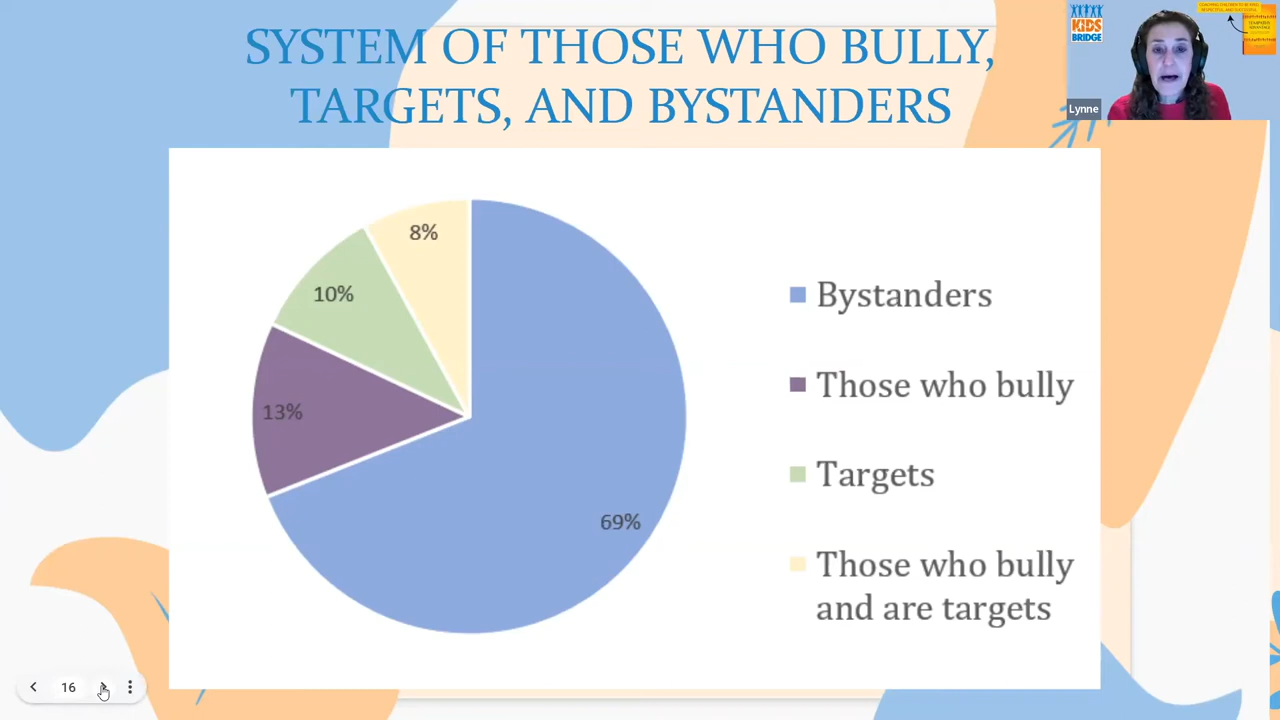 SYSTEM OF THOSE WHO BULLY,
TARGETS, AND BYSTANDERS
KIDS
BRIDGE
Lynne
8%
10%
13%
69%
Bystanders
Those who bully
Targets
Those who bully
and are targets
16